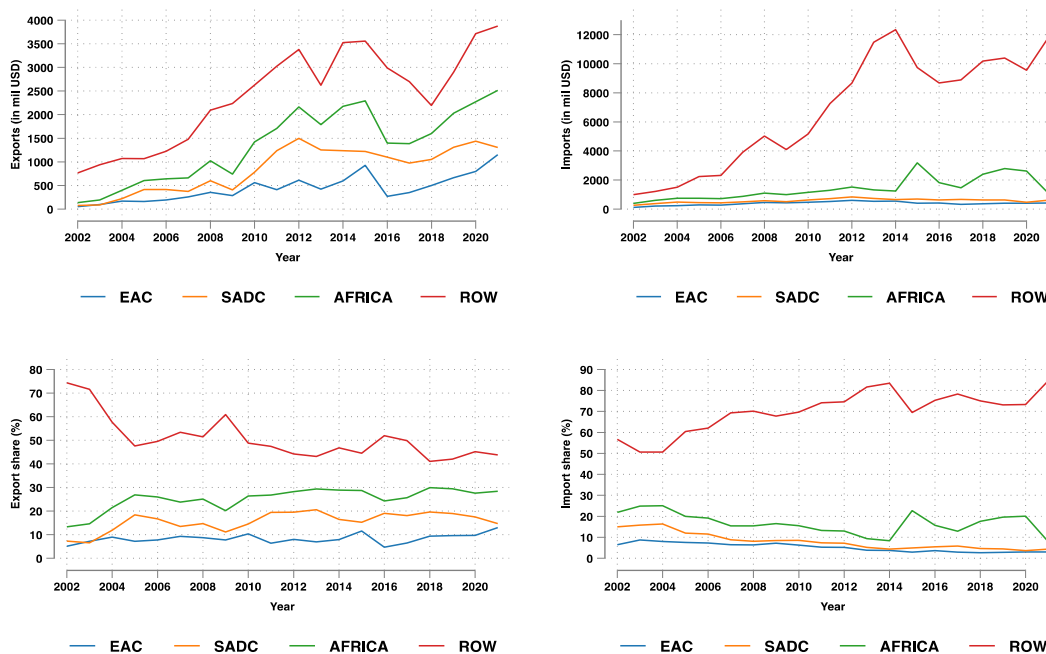 Exports (in mil USD)
4000
3500
3000
2500
2000
1500
1000
500
0
2002 2004 2006 2008 2010 2012 2014 2016 2018 2020
Year
EAC SADC AFRICA ROW
Imports (in mil USD)
12000
10000
8000
6000
4000
2000
0
2002 2004 2006 2008 2010 2012 2014 2016 2018 2020
Year
EAC SADC AFRICA ROW
Export share (%)
80
70
60
50
40
30
20
10
0
2002 2004 2006 2008 2010 2012 2014 2016 2018 2020
Year
EAC SADC AFRICA ROW
Import share (%)
90
80
70
60
50
40
30
20
10
0
2002 2004 2006 2008 2010 2012 2014 2016 2018 2020
Year
EAC SADC AFRICA ROW